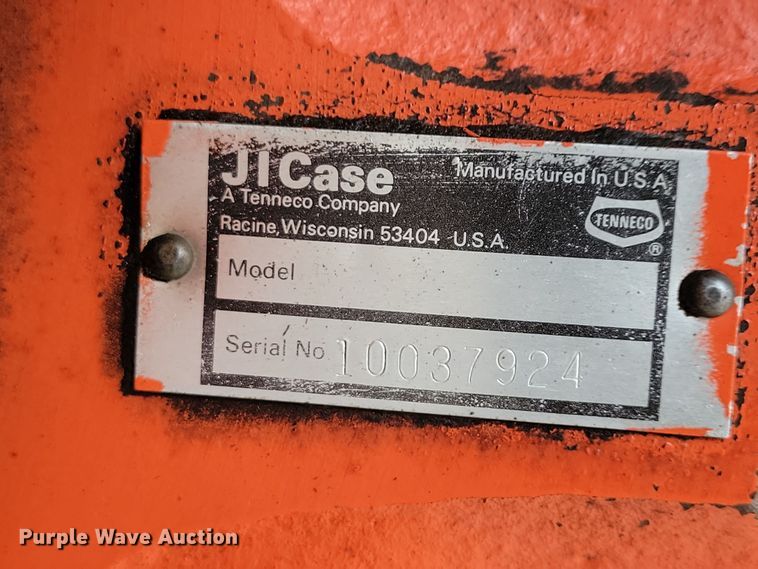 JI Case
Manufactured In U.S.A
A Tenneco Company
Racine, Wisconsin 53404 U.S.A.
TENNECO
®
Model
Serial No 10037924
Purple Wave Auction®